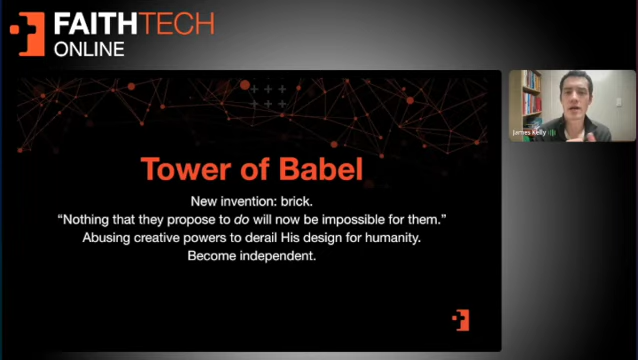 FAITHTECH
ONLINE
James Kelly
Tower of Babel
New invention: brick.
“Nothing that they propose to do will now be impossible for them.”
Abusing creative powers to derail His design for humanity.
Become independent.